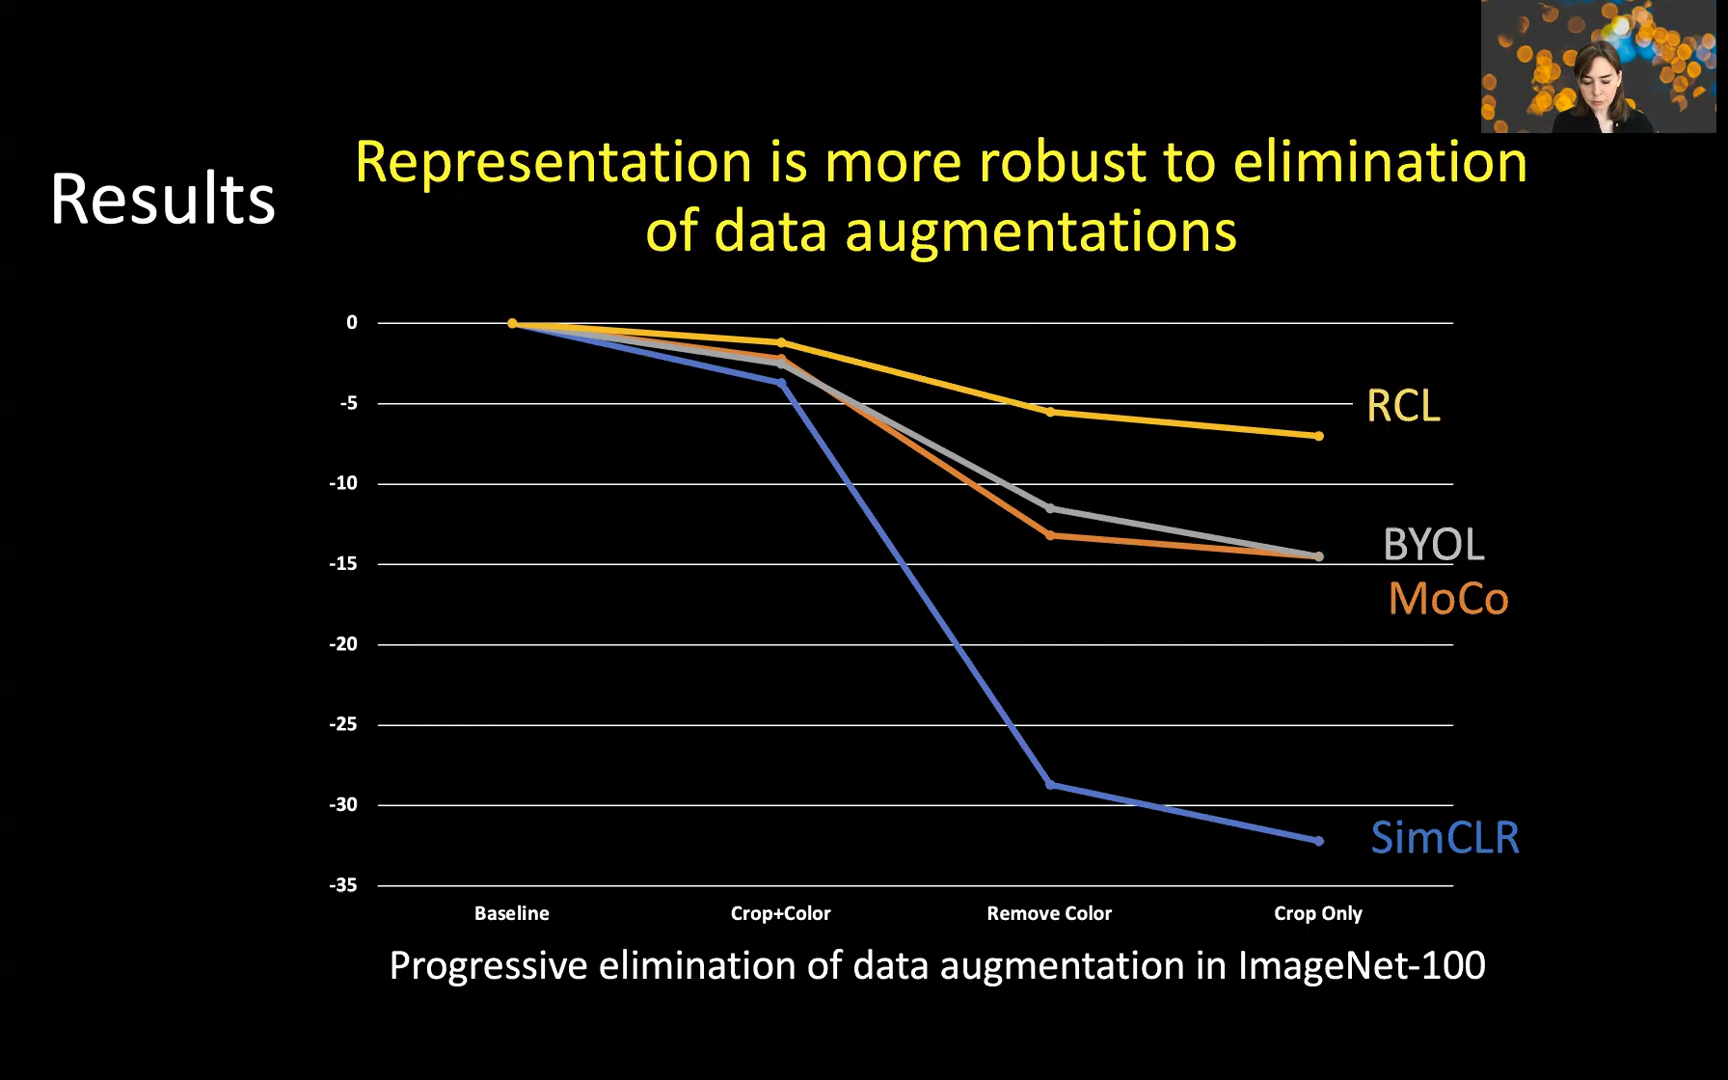 Results
Representation is more robust to elimination
of data augmentations
0
-5
-10
-15
-20
-25
-30
-35
RCL
BYOL
MoCo
SimCLR
Baseline
Crop+Color
Remove Color
Crop Only
Progressive elimination of data augmentation in ImageNet-100